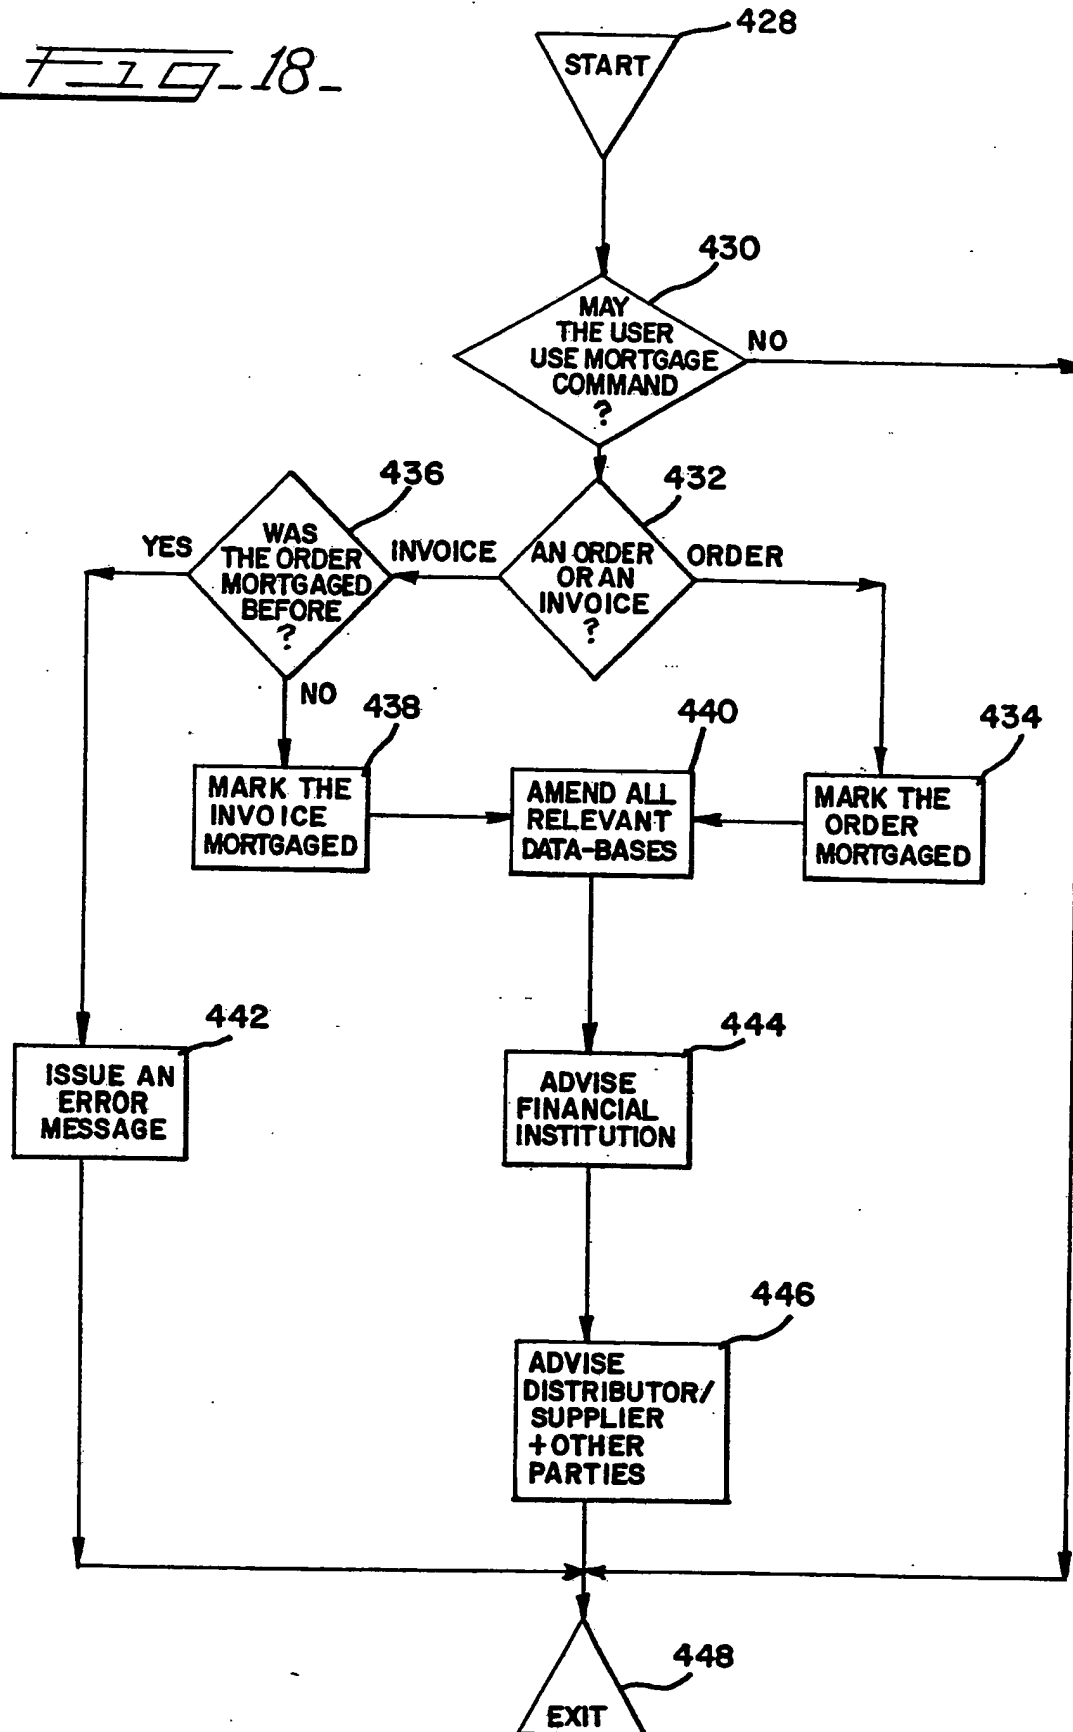 Fig-18-
428
START
430
MAY
THE USER
USE MORTGAGE
COMMAND
?
NO
436
432
YES
WAS
THE ORDER
MORTGAGED
BEFORE
?
INVOICE
AN ORDER
OR AN
INVOICE
?
ORDER
NO
438
440
434
MARK THE
INVOICE
MORTGAGED
AMEND ALL
RELEVANT
DATA-BASES
MARK THE
ORDER
MORTGAGED
442
444
ISSUE AN
ERROR
MESSAGE
ADVISE
FINANCIAL
INSTITUTION
446
ADVISE
DISTRIBUTOR/
SUPPLIER
+OTHER
PARTIES
448
EXIT